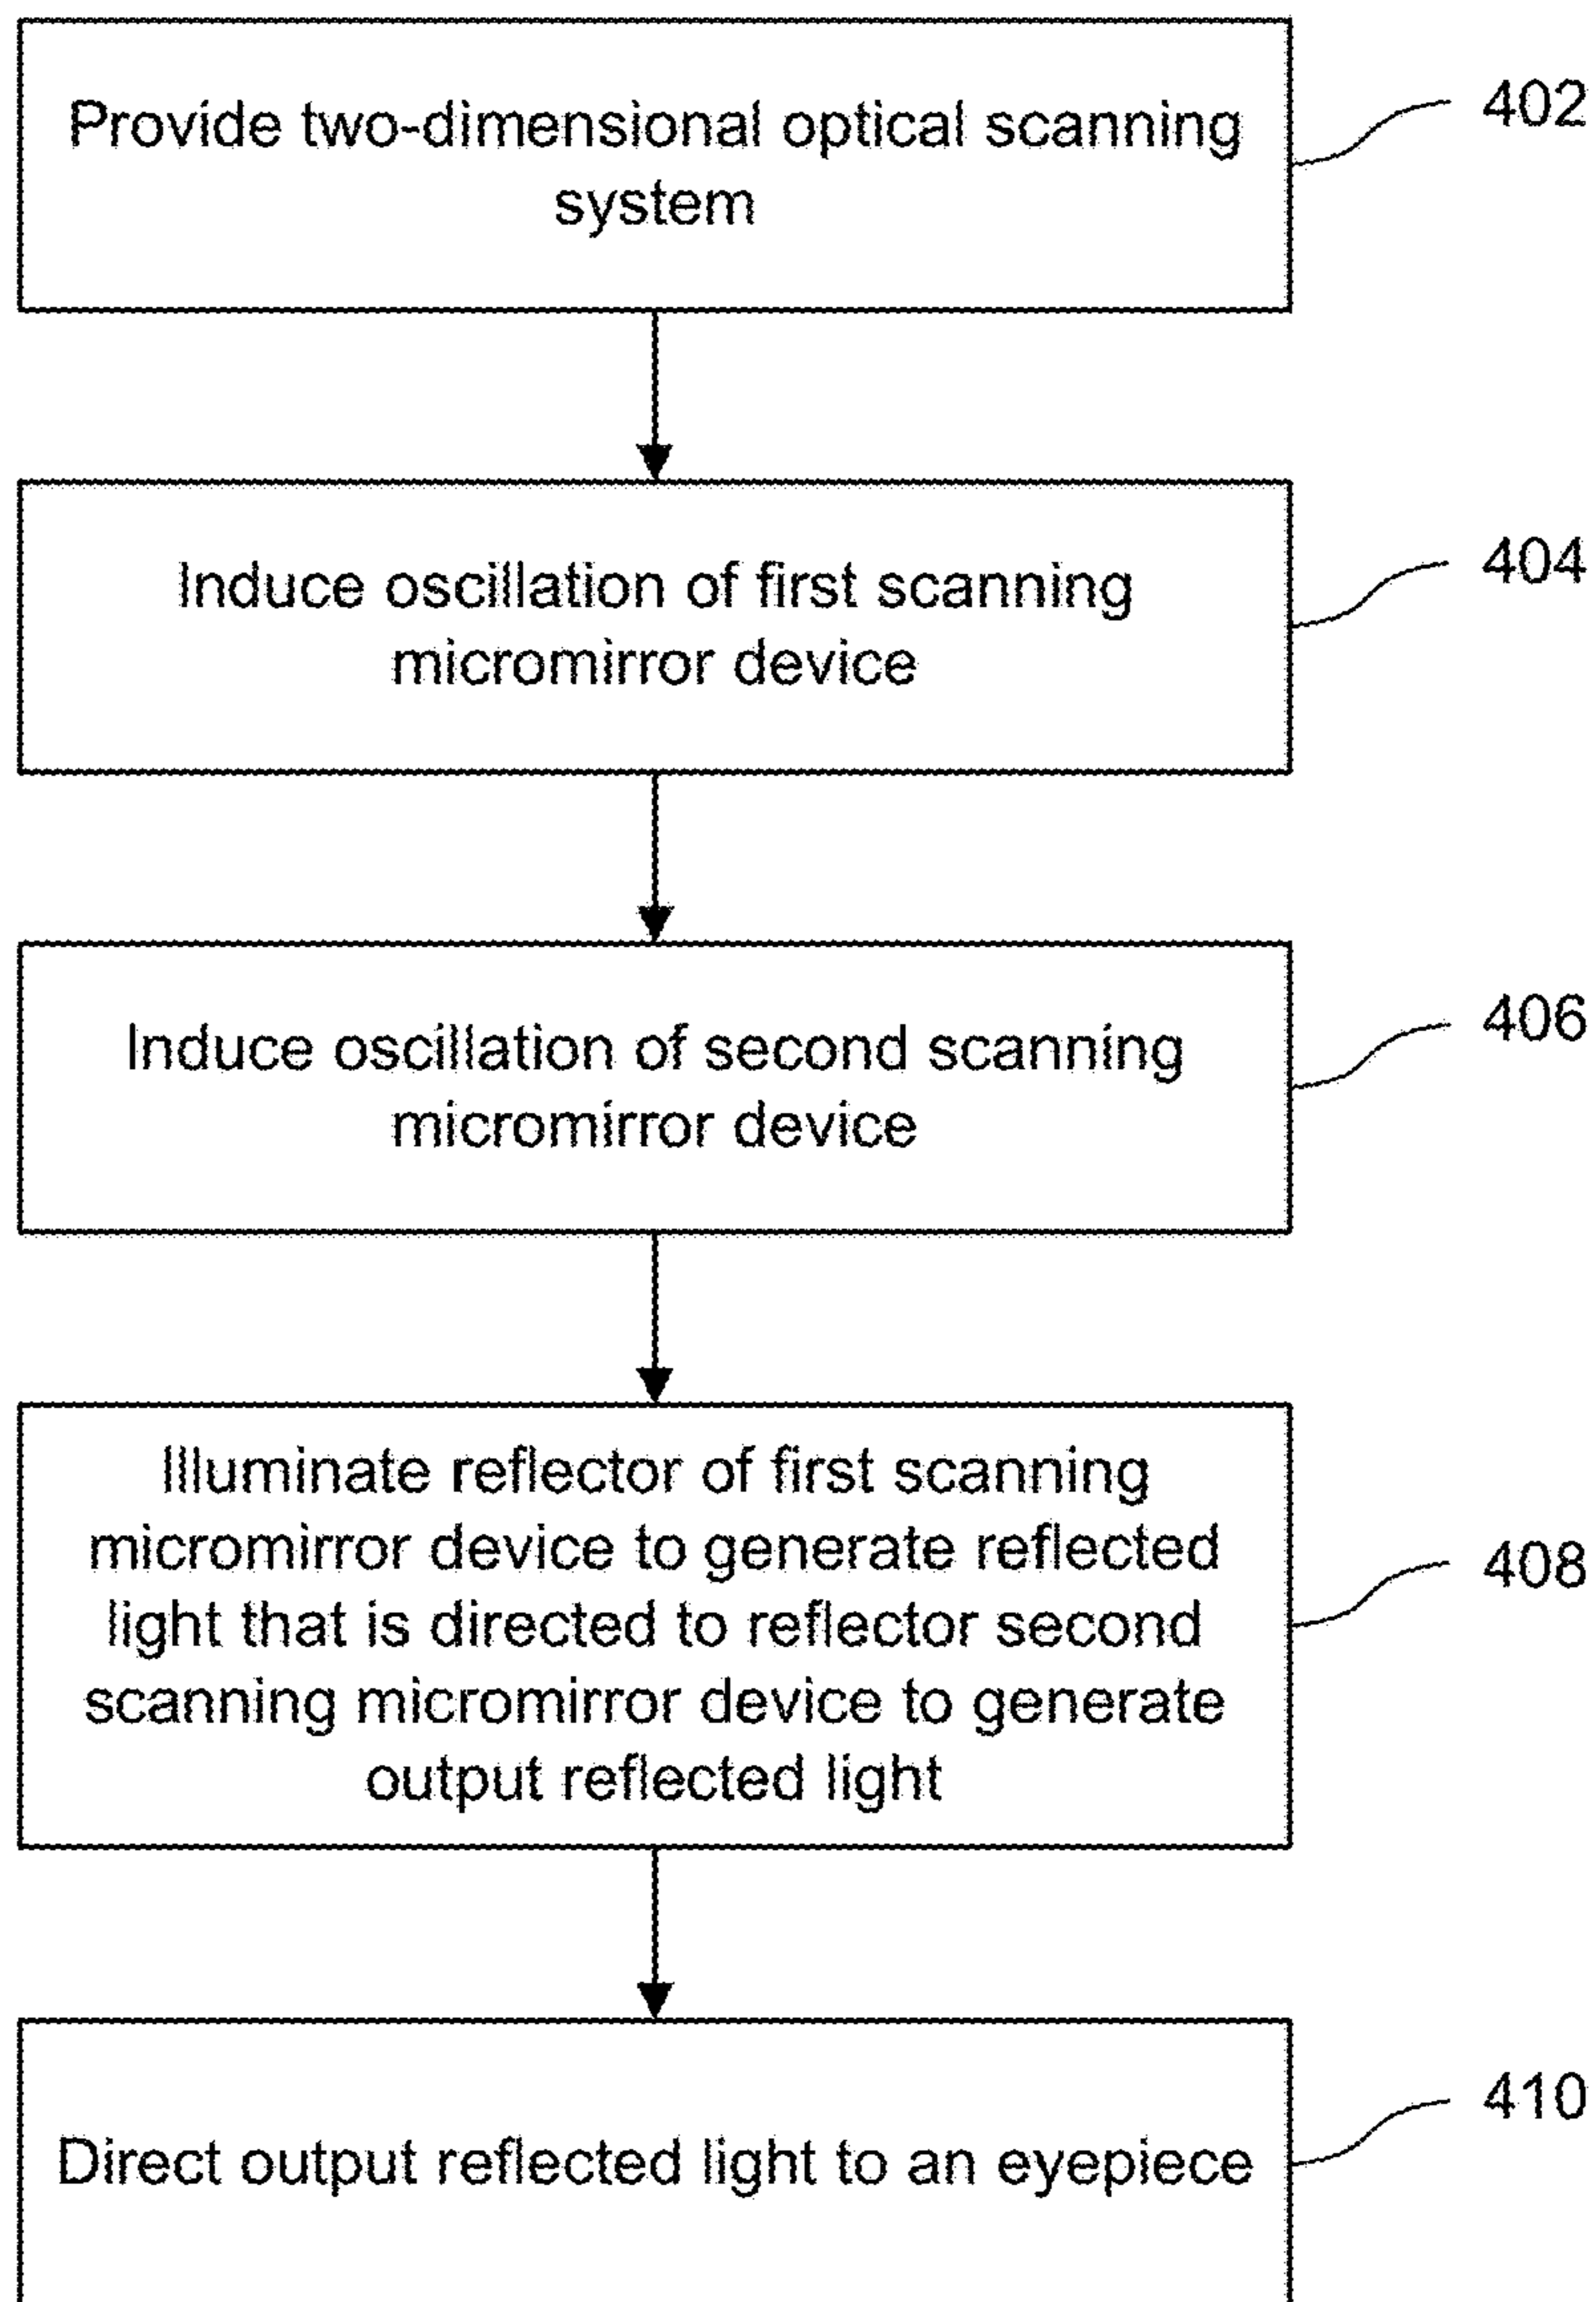 Provide two-dimensional optical scanning
system
402
Induce oscillation of first scanning
micromirror device
404
Induce oscillation of second scanning
micromirror device
406
Illuminate reflector of first scanning
micromirror device to generate reflected
light that is directed to reflector second
scanning micromirror device to generate
output reflected light
408
Direct output reflected light to an eyepiece
410